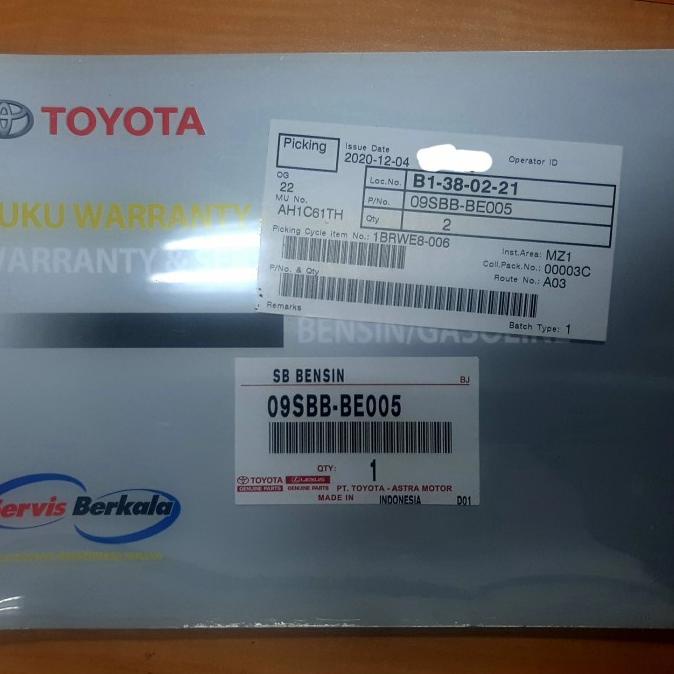 TOYOTA
UKU WARRANTY
WARRANTY &
BENSIN/GASOLINE
Picking
Issue Date
2020-12-04
Operator ID
OG
22
MU No.
AH1C61TH
Loc.No. B1-38-02-21
P/No. 09SBB-BE005
Qty 2
Picking Cycle Item No.: 1BRWE8-006
Inst.Area: MZ1
Coll.Pack.No.: 00003C
Route No.: A03
P/No. & Qty
Remarks
Batch Type: 1
SB BENSIN
BJ
09SBB-BE005
QTY: 1
TOYOTA LEXUS
GENUINE PARTS GENUINE PARTS PT. TOYOTA - ASTRA MOTOR
MADE IN INDONESIA D01
Servis Berkala